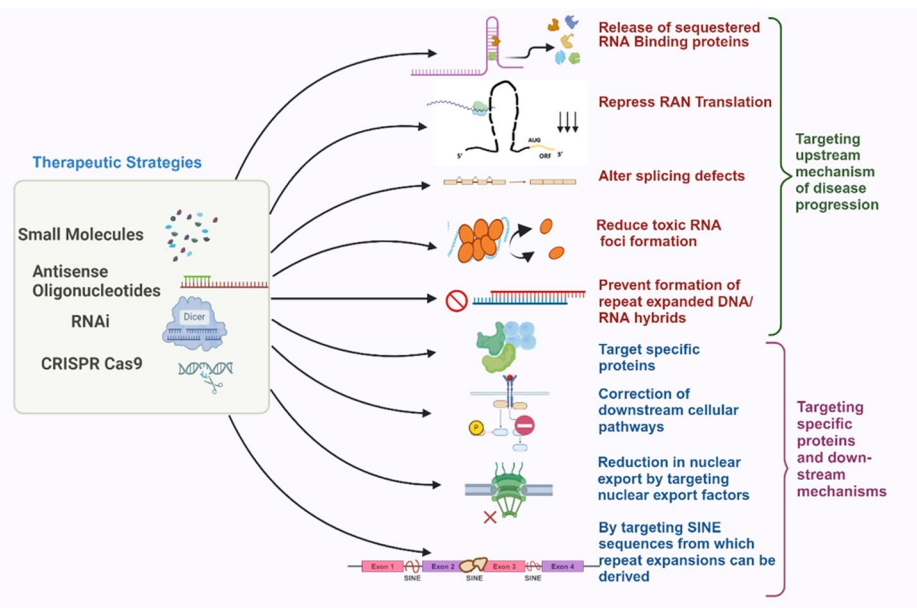 Therapeutic Strategies
Small Molecules
Antisense
Oligonucleotides
RNAi
Dicer
CRISPR Cas9
Release of sequestered
RNA Binding proteins
Repress RAN Translation
5'
AUG
ORF
3'
Alter splicing defects
Reduce toxic RNA
foci formation
Prevent formation of
repeat expanded DNA/
RNA hybrids
Targeting
upstream
mechanism
of disease
progression
Target specific
proteins
Correction of
downstream cellular
pathways
P
Reduction in nuclear
export by targeting
nuclear export factors
By targeting SINE
sequences from which
repeat expansions can be
derived
Exon 1
SINE
Exon 2
SINE
Exon 3
SINE
Exon 4
Targeting
specific
proteins
and down-
stream
mechanisms